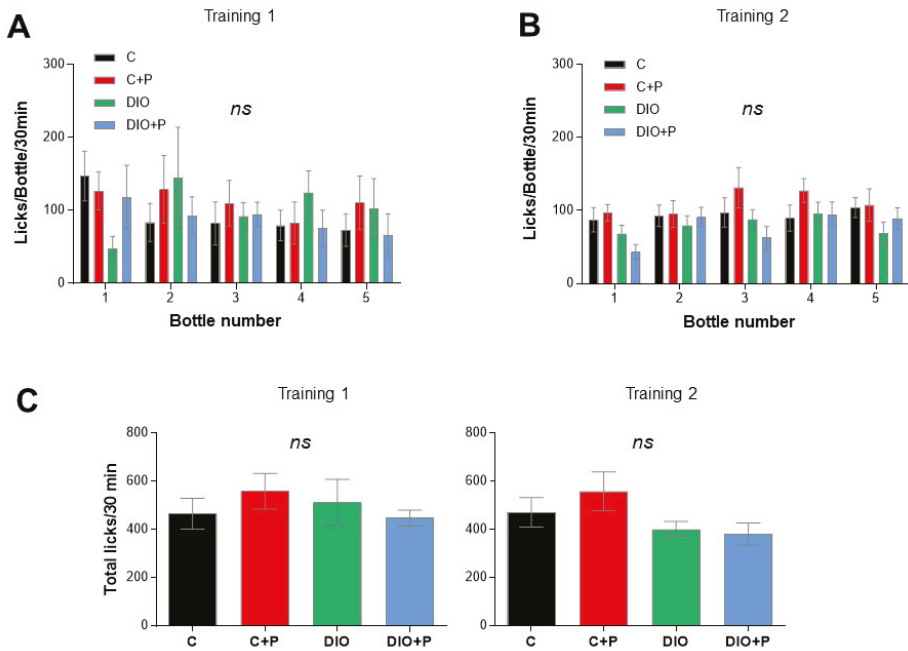 A
Training 1
C
C+P
DIO
DIO+P
ns
Licks/Bottle/30min
300
200
100
0
1 2 3 4 5
Bottle number
B
Training 2
C
C+P
DIO
DIO+P
ns
Licks/Bottle/30min
300
200
100
0
1 2 3 4 5
Bottle number
C
Training 1
ns
Total licks/30 min
800
600
400
200
0
C C+P DIO DIO+P
Training 2
ns
800
600
400
200
0
C C+P DIO DIO+P